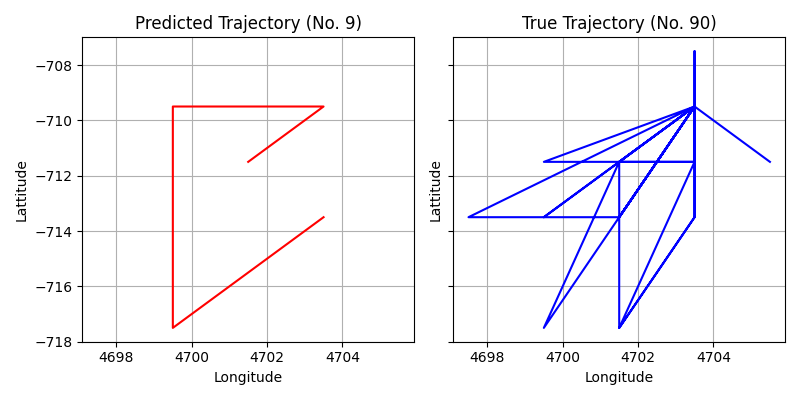 Predicted Trajectory (No. 9)
True Trajectory (No. 90)
Lattitude
−708
−710
−712
−714
−716
−718
4698
4700
4702
4704
Longitude
Lattitude
4698
4700
4702
4704
Longitude